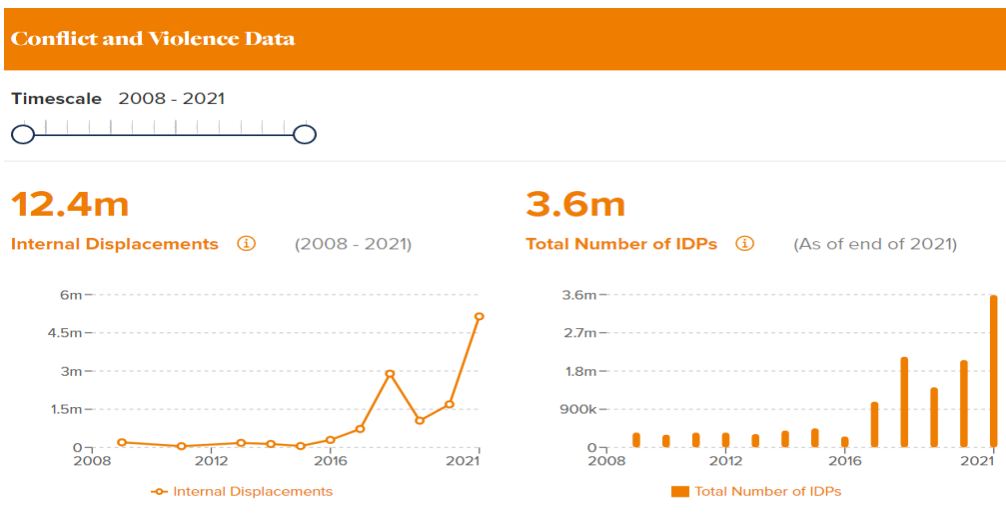 Conflict and Violence Data
Timescale 2008 - 2021
12.4m
Internal Displacements (2008 - 2021)
6m
4.5m
3m
1.5m
0
2008 2012 2016 2021
Internal Displacements
3.6m
Total Number of IDPs (As of end of 2021)
3.6m
2.7m
1.8m
900k
0
2008 2012 2016 2021
Total Number of IDPs